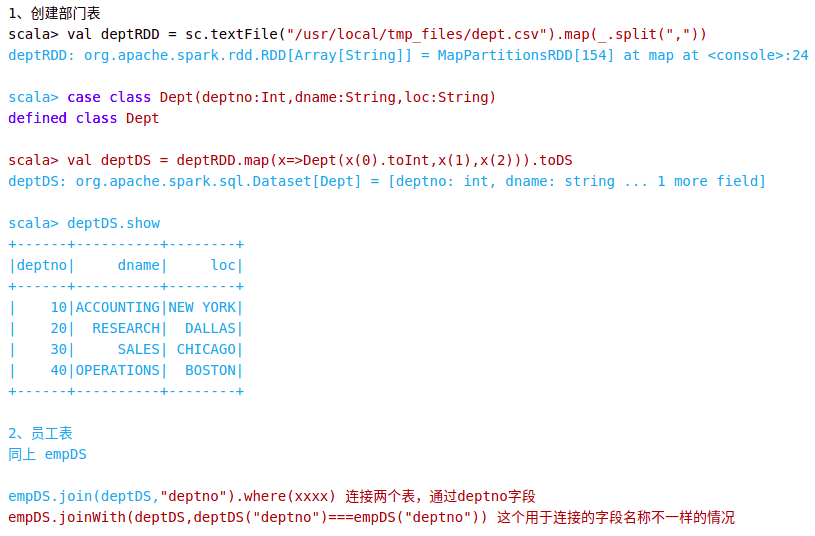 1、创建部门表
scala> val deptRDD = sc.textFile("/usr/local/tmp_files/dept.csv").map(_.split(","))
deptRDD: org.apache.spark.rdd.RDD[Array[String]] = MapPartitionsRDD[154] at map at <console>:24
scala> case class Dept(deptno:Int,dname:String,loc:String)
defined class Dept
scala> val deptDS = deptRDD.map(x=>Dept(x(0).toInt,x(1),x(2))).toDS
deptDS: org.apache.spark.sql.Dataset[Dept] = [deptno: int, dname: string ... 1 more field]
scala> deptDS.show
+------+----------+--------+
|deptno|     dname|     loc|
+------+----------+--------+
|    10|ACCOUNTING|NEW YORK|
|    20|  RESEARCH|  DALLAS|
|    30|     SALES| CHICAGO|
|    40|OPERATIONS|  BOSTON|
+------+----------+--------+
2、员工表
同上 empDS
empDS.join(deptDS,"deptno").where(xxxx) 连接两个表，通过deptno字段
empDS.joinWith(deptDS,deptDS("deptno")===empDS("deptno")) 这个用于连接的字段名称不一样的情况